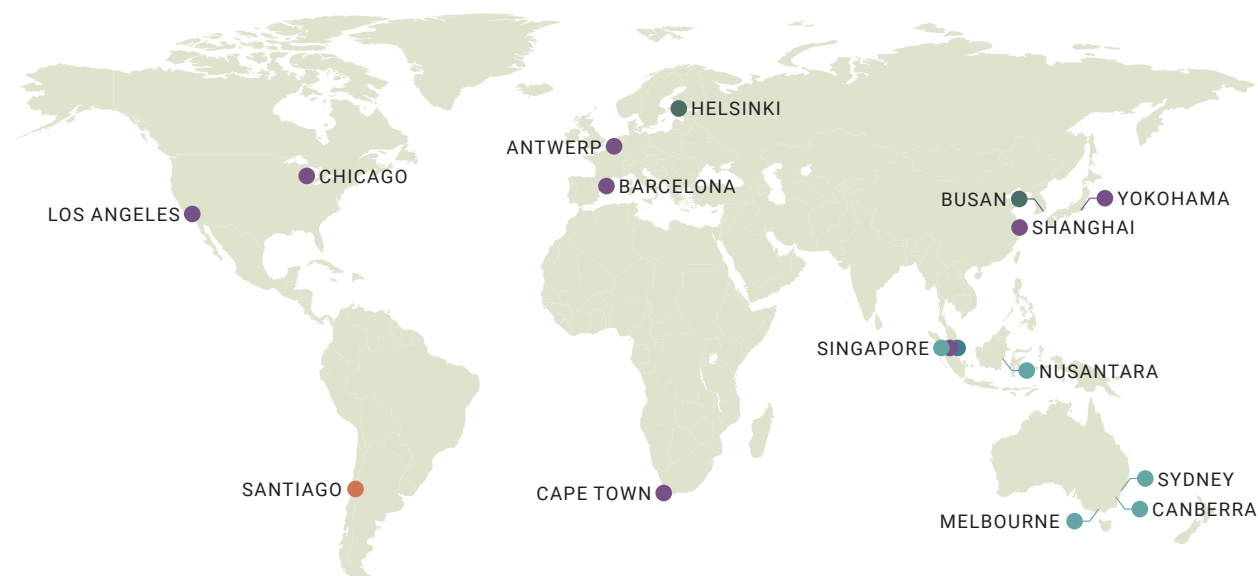 HELSINKI
ANTWERP
CHICAGO
BARCELONA
BUSAN
YOKOHAMA
LOS ANGELES
SHANGHAI
SINGAPORE
NUSANTARA
SYDNEY
SANTIAGO
CAPE TOWN
CANBERRA
MELBOURNE